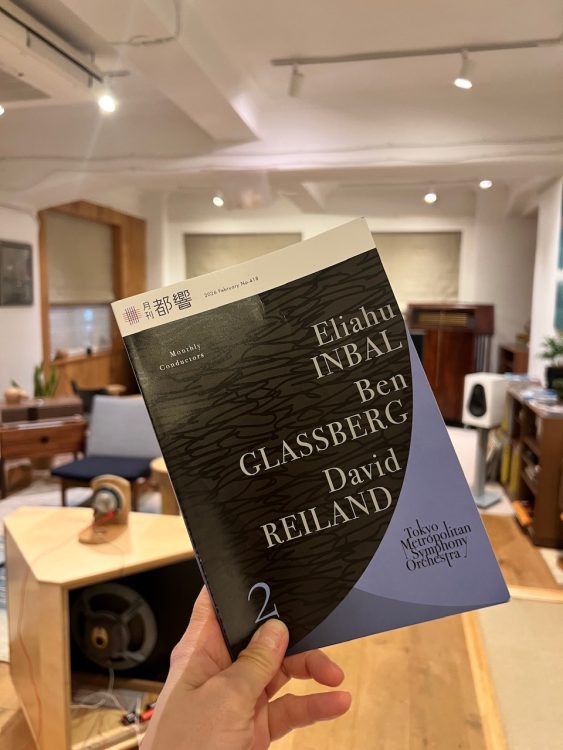 月刊
都響
2026 February No.418
Monthly
Conductors
Eliahu
INBAL
Ben
GLASSBERG
David
REILAND
Tokyo
Metropolitan
Symphony
Orchestra
2